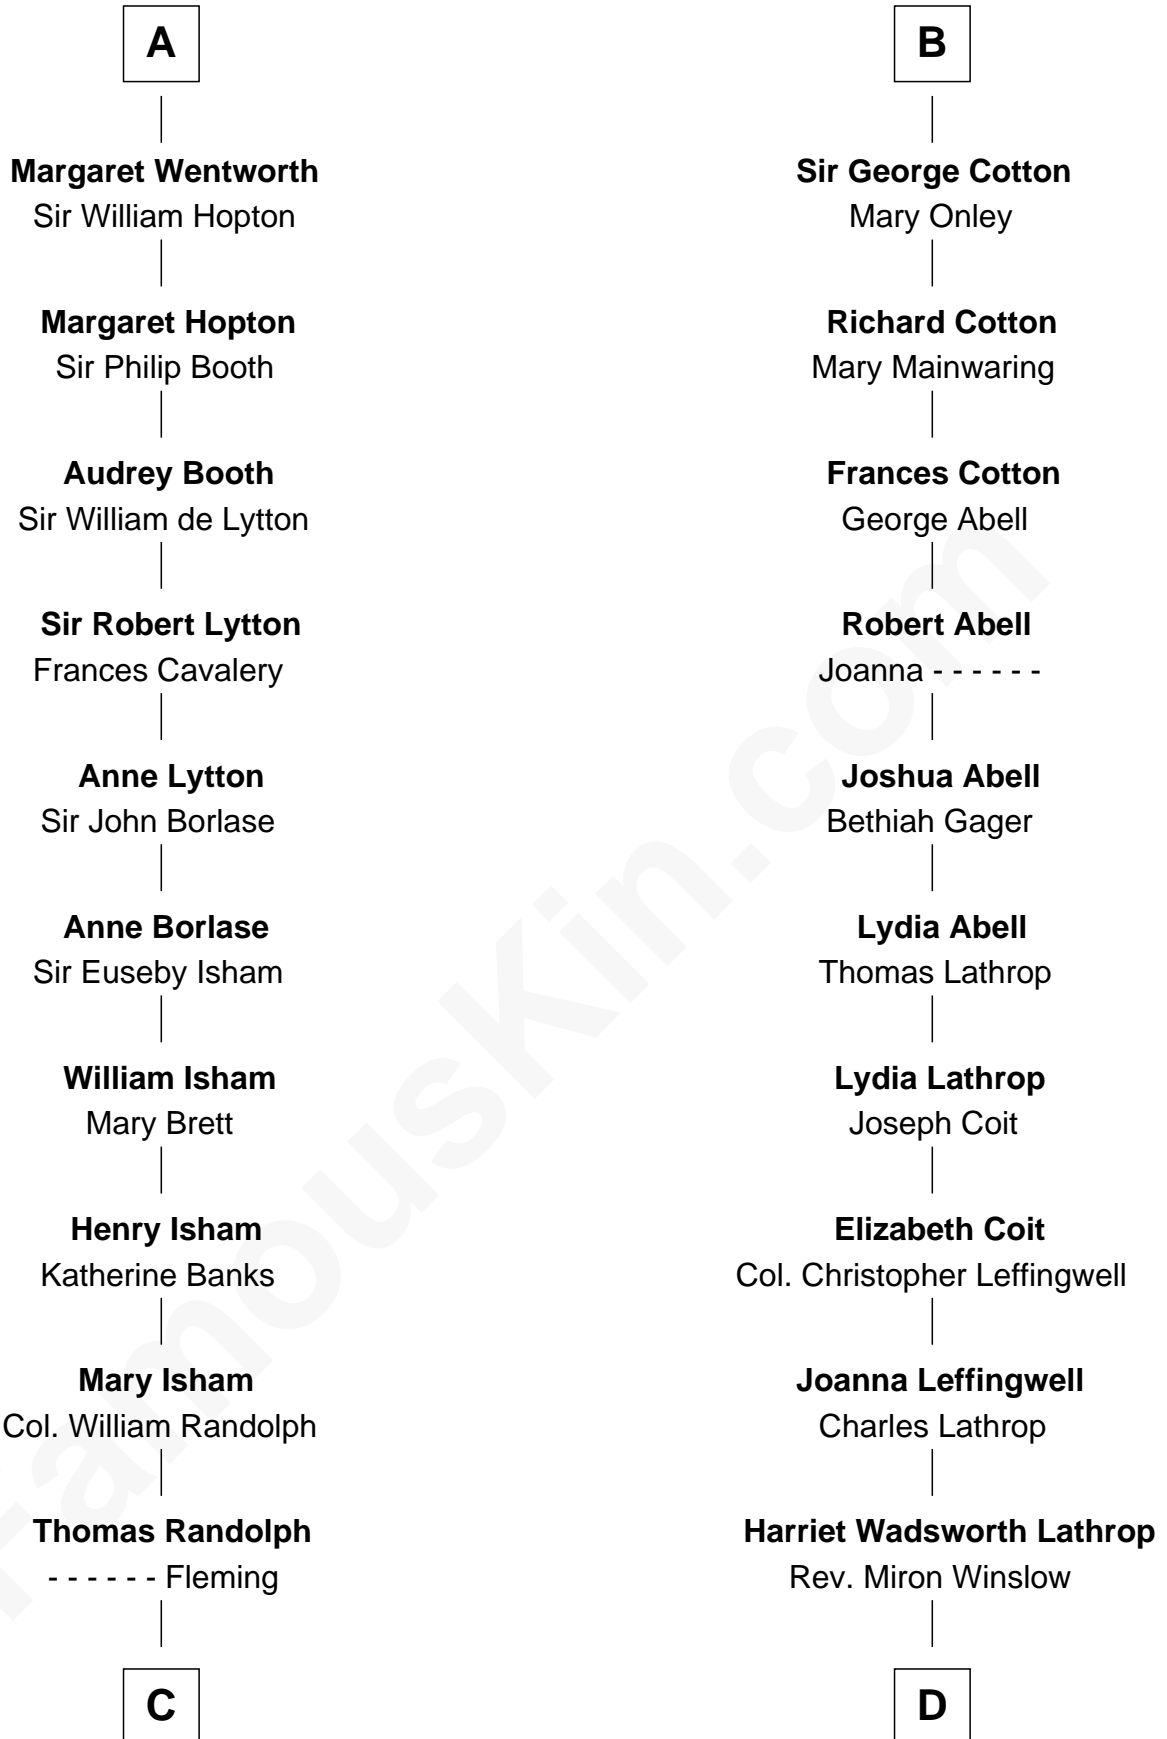 A
Margaret Wentworth
Sir William Hopton
Margaret Hopton
Sir Philip Booth
Audrey Booth
Sir William de Lytton
Sir Robert Lytton
Frances Cavalery
Anne Lytton
Sir John Borlase
Anne Borlase
Sir Euseby Isham
William Isham
Mary Brett
Henry Isham
Katherine Banks
Mary Isham
Col. William Randolph
Thomas Randolph
- - - - - - Fleming
C
B
Sir George Cotton
Mary Onley
Richard Cotton
Mary Mainwaring
Frances Cotton
George Abell
Robert Abell
Joanna - - - - - -
Joshua Abell
Bethiah Gager
Lydia Abell
Thomas Lathrop
Lydia Lathrop
Joseph Coit
Elizabeth Coit
Col. Christopher Leffingwell
Joanna Leffingwell
Charles Lathrop
Harriet Wadsworth Lathrop
Rev. Miron Winslow
D
FamousKin.com